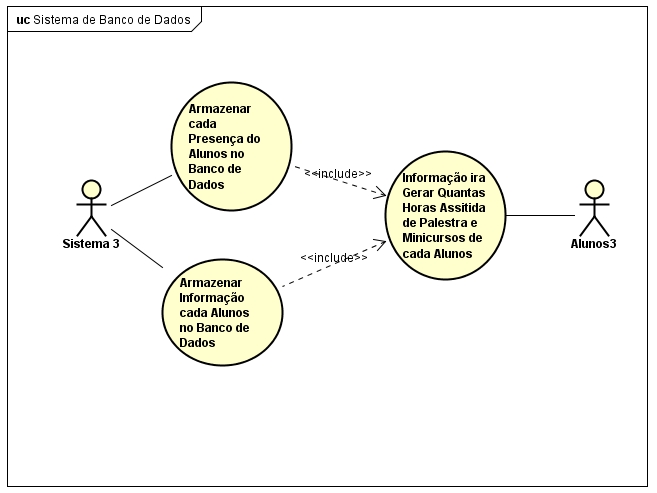 uc Sistema de Banco de Dados
Armazenar
cada
Presença do
Alunos no
Banco de
Dados
<<include>>
Informação ira
Gerar Quantas
Horas Assitida
de Palestra e
Minicursos de
cada Alunos
Sistema 3
Alunos3
<<include>>
Armazenar
Informação
cada Alunos
no Banco de
Dados